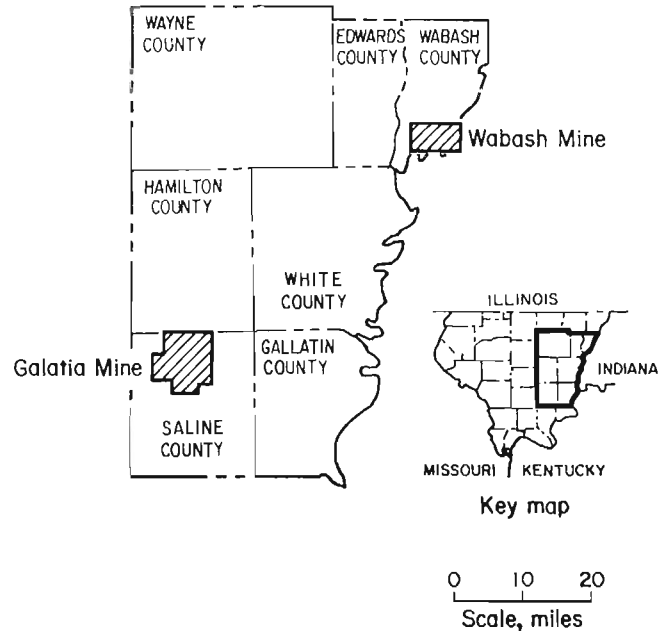 WAYNE
COUNTY
EDWARDS
COUNTY
WABASH
COUNTY
Wabash Mine
HAMILTON
COUNTY
WHITE
COUNTY
Galatia Mine
GALLATIN
COUNTY
SALINE
COUNTY
ILLINOIS
INDIANA
MISSOURI
KENTUCKY
Key map
0 12 20
Scale, miles